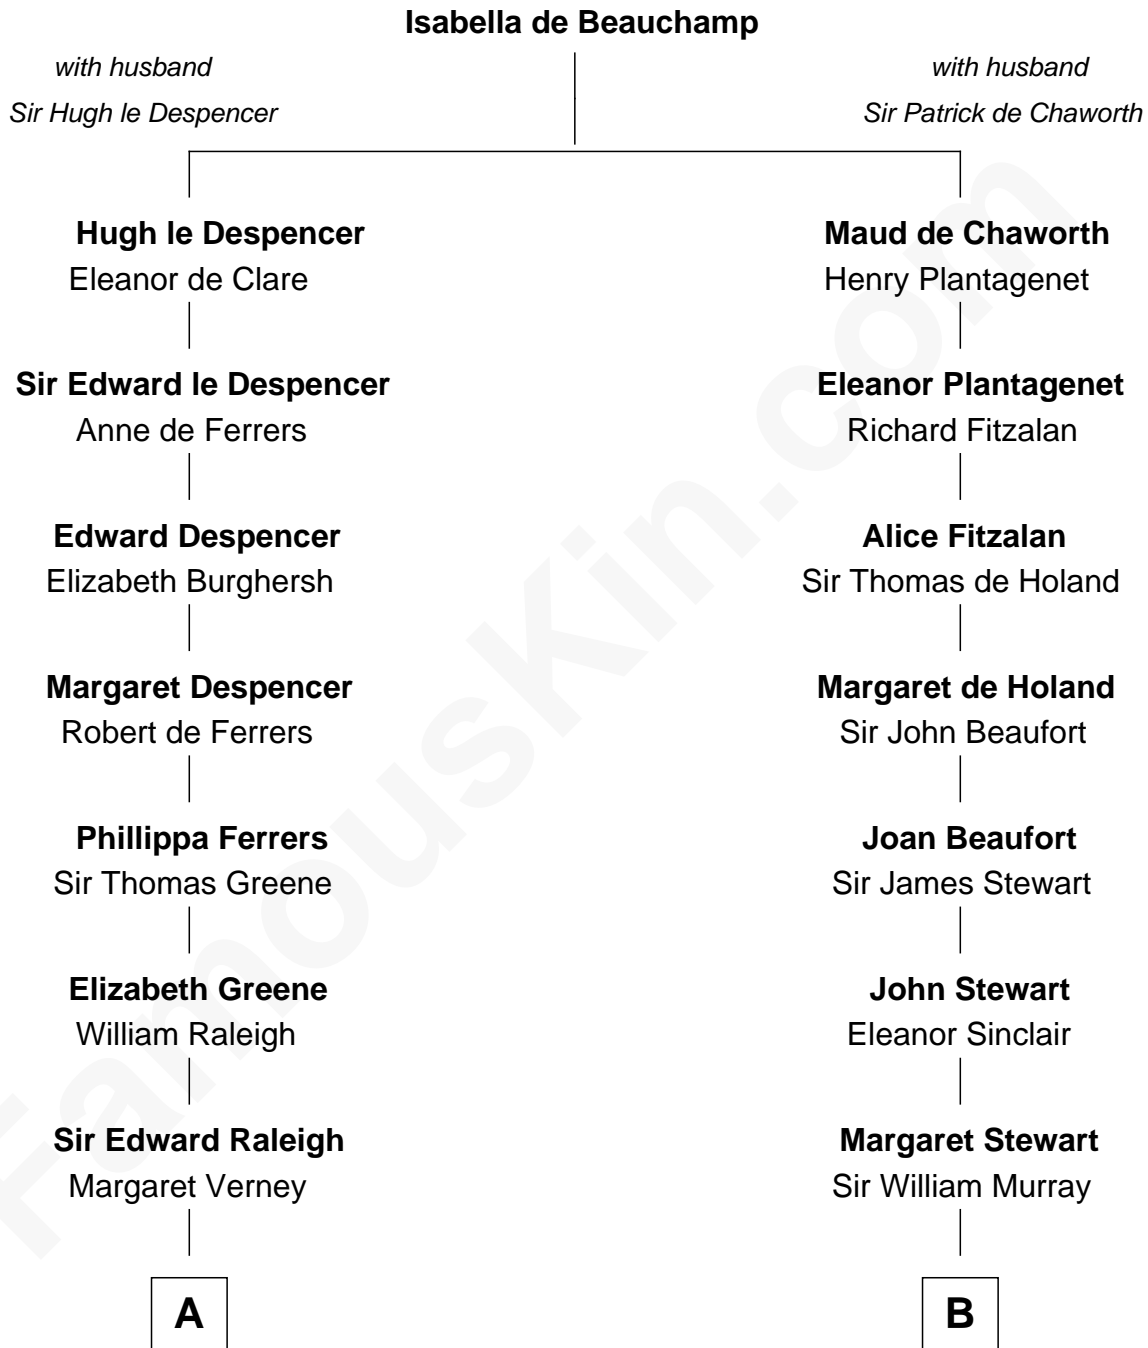 Isabella de Beauchamp
with husband
Sir Hugh le Despencer
with husband
Sir Patrick de Chaworth
Hugh le Despencer
Eleanor de Clare
Maud de Chaworth
Henry Plantagenet
Sir Edward le Despencer
Anne de Ferrers
Eleanor Plantagenet
Richard Fitzalan
Edward Despencer
Elizabeth Burghersh
Alice Fitzalan
Sir Thomas de Holand
Margaret Despencer
Robert de Ferrers
Margaret de Holand
Sir John Beaufort
Phillippa Ferrers
Sir Thomas Greene
Joan Beaufort
Sir James Stewart
Elizabeth Greene
William Raleigh
John Stewart
Eleanor Sinclair
Sir Edward Raleigh
Margaret Verney
Margaret Stewart
Sir William Murray
A
B
FamousKin.com